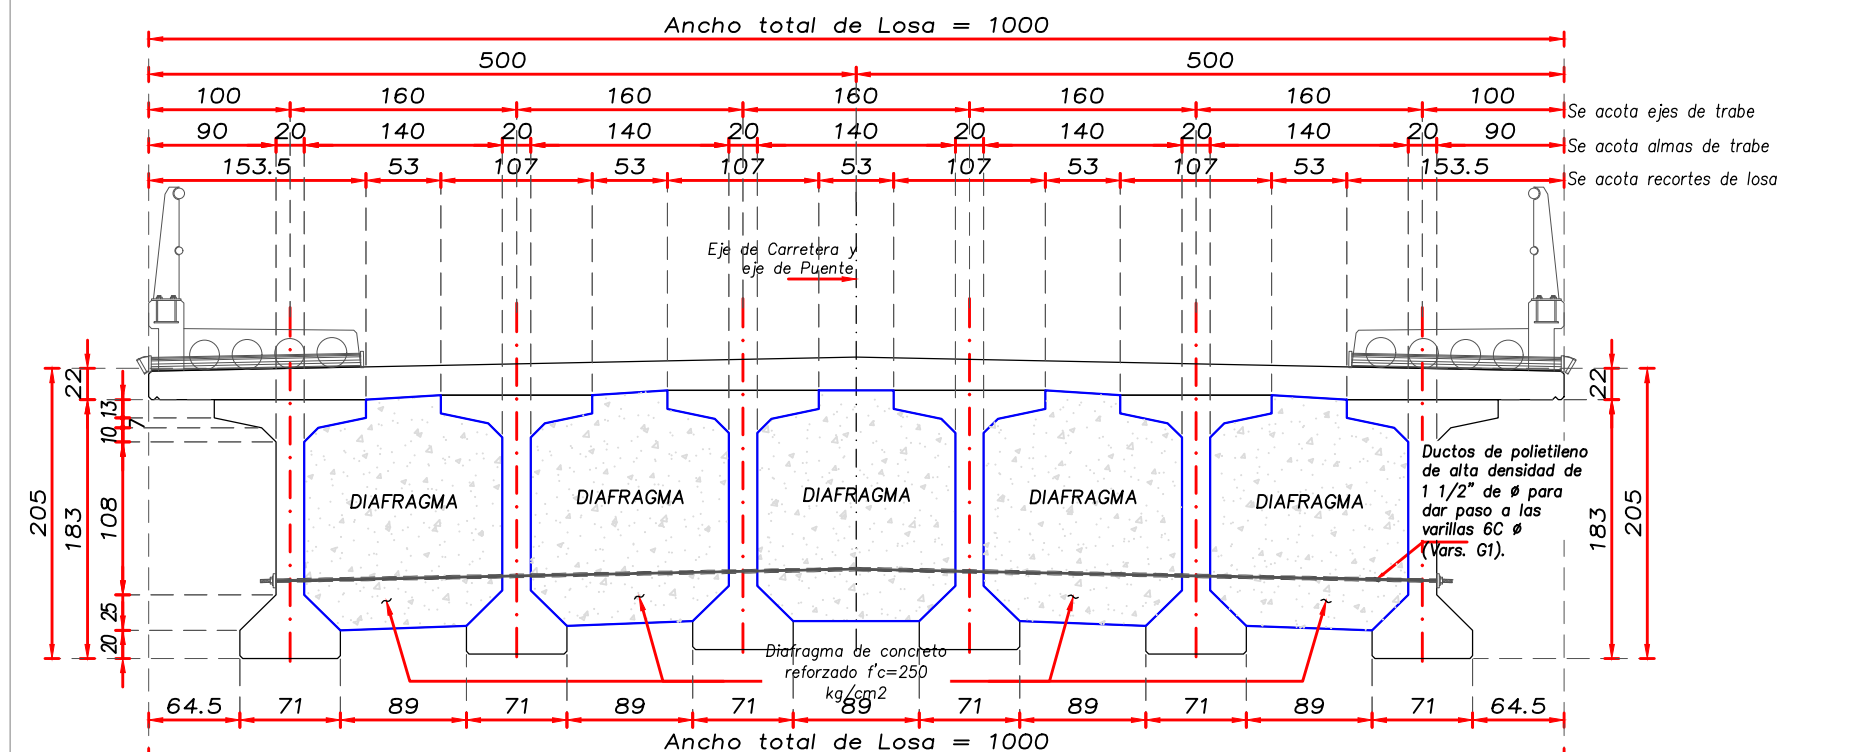 Ancho total de Losa = 1000
500 500
100 160 160 160 160 160 100
Se acota ejes de trabe
90 20 140 20 140 20 140 20 140 20 140 20 90
Se acota almas de trabe
153.5 53 107 53 107 53 107 53 107 53 153.5
Se acota recortes de losa
Eje de Carretera y
eje de Puente
22
13
7
10
108
25
20
183
205
22
183
205
DIAFRAGMA DIAFRAGMA DIAFRAGMA DIAFRAGMA DIAFRAGMA
Ductos de polietileno
de alta densidad de
1 1/2" de ø para
dar paso a las
varillas 6C ø
(Vars. G1).
Diafragma de concreto
reforzado f'c=250
kg/cm2
64.5 71 89 71 89 71 89 71 89 71 89 71 64.5
Ancho total de Losa = 1000